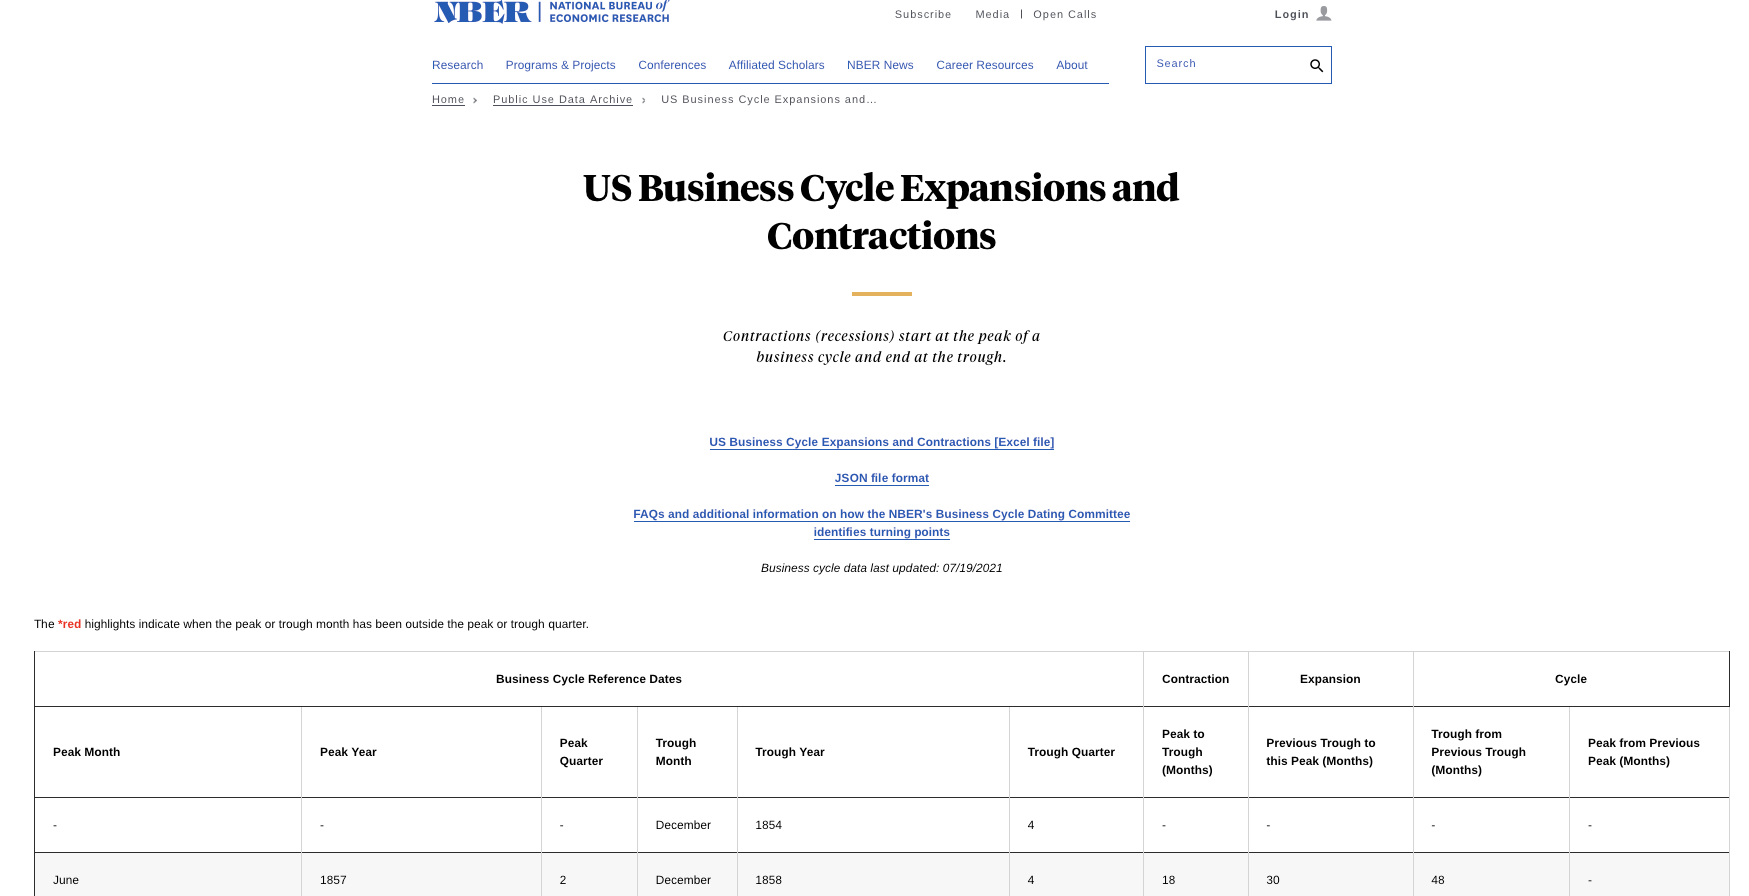 NBER | NATIONAL BUREAU of
ECONOMIC RESEARCH
Subscribe Media | Open Calls
Login
Research Programs & Projects Conferences Affiliated Scholars NBER News Career Resources About
Search
Home › Public Use Data Archive › US Business Cycle Expansions and…
US Business Cycle Expansions and
Contractions
Contractions (recessions) start at the peak of a
business cycle and end at the trough.
US Business Cycle Expansions and Contractions [Excel file]
JSON file format
FAQs and additional information on how the NBER's Business Cycle Dating Committee
identifies turning points
Business cycle data last updated: 07/19/2021
The *red highlights indicate when the peak or trough month has been outside the peak or trough quarter.
Business Cycle Reference Dates Contraction Expansion Cycle
Peak Month
Peak Year
Peak
Quarter
Trough
Month
Trough Year
Trough Quarter
Peak to
Trough
(Months)
Previous Trough to
this Peak (Months)
Trough from
Previous Trough
(Months)
Peak from Previous
Peak (Months)
- - - December 1854 4 - - - -
June 1857 2 December 1858 4 18 30 48 -